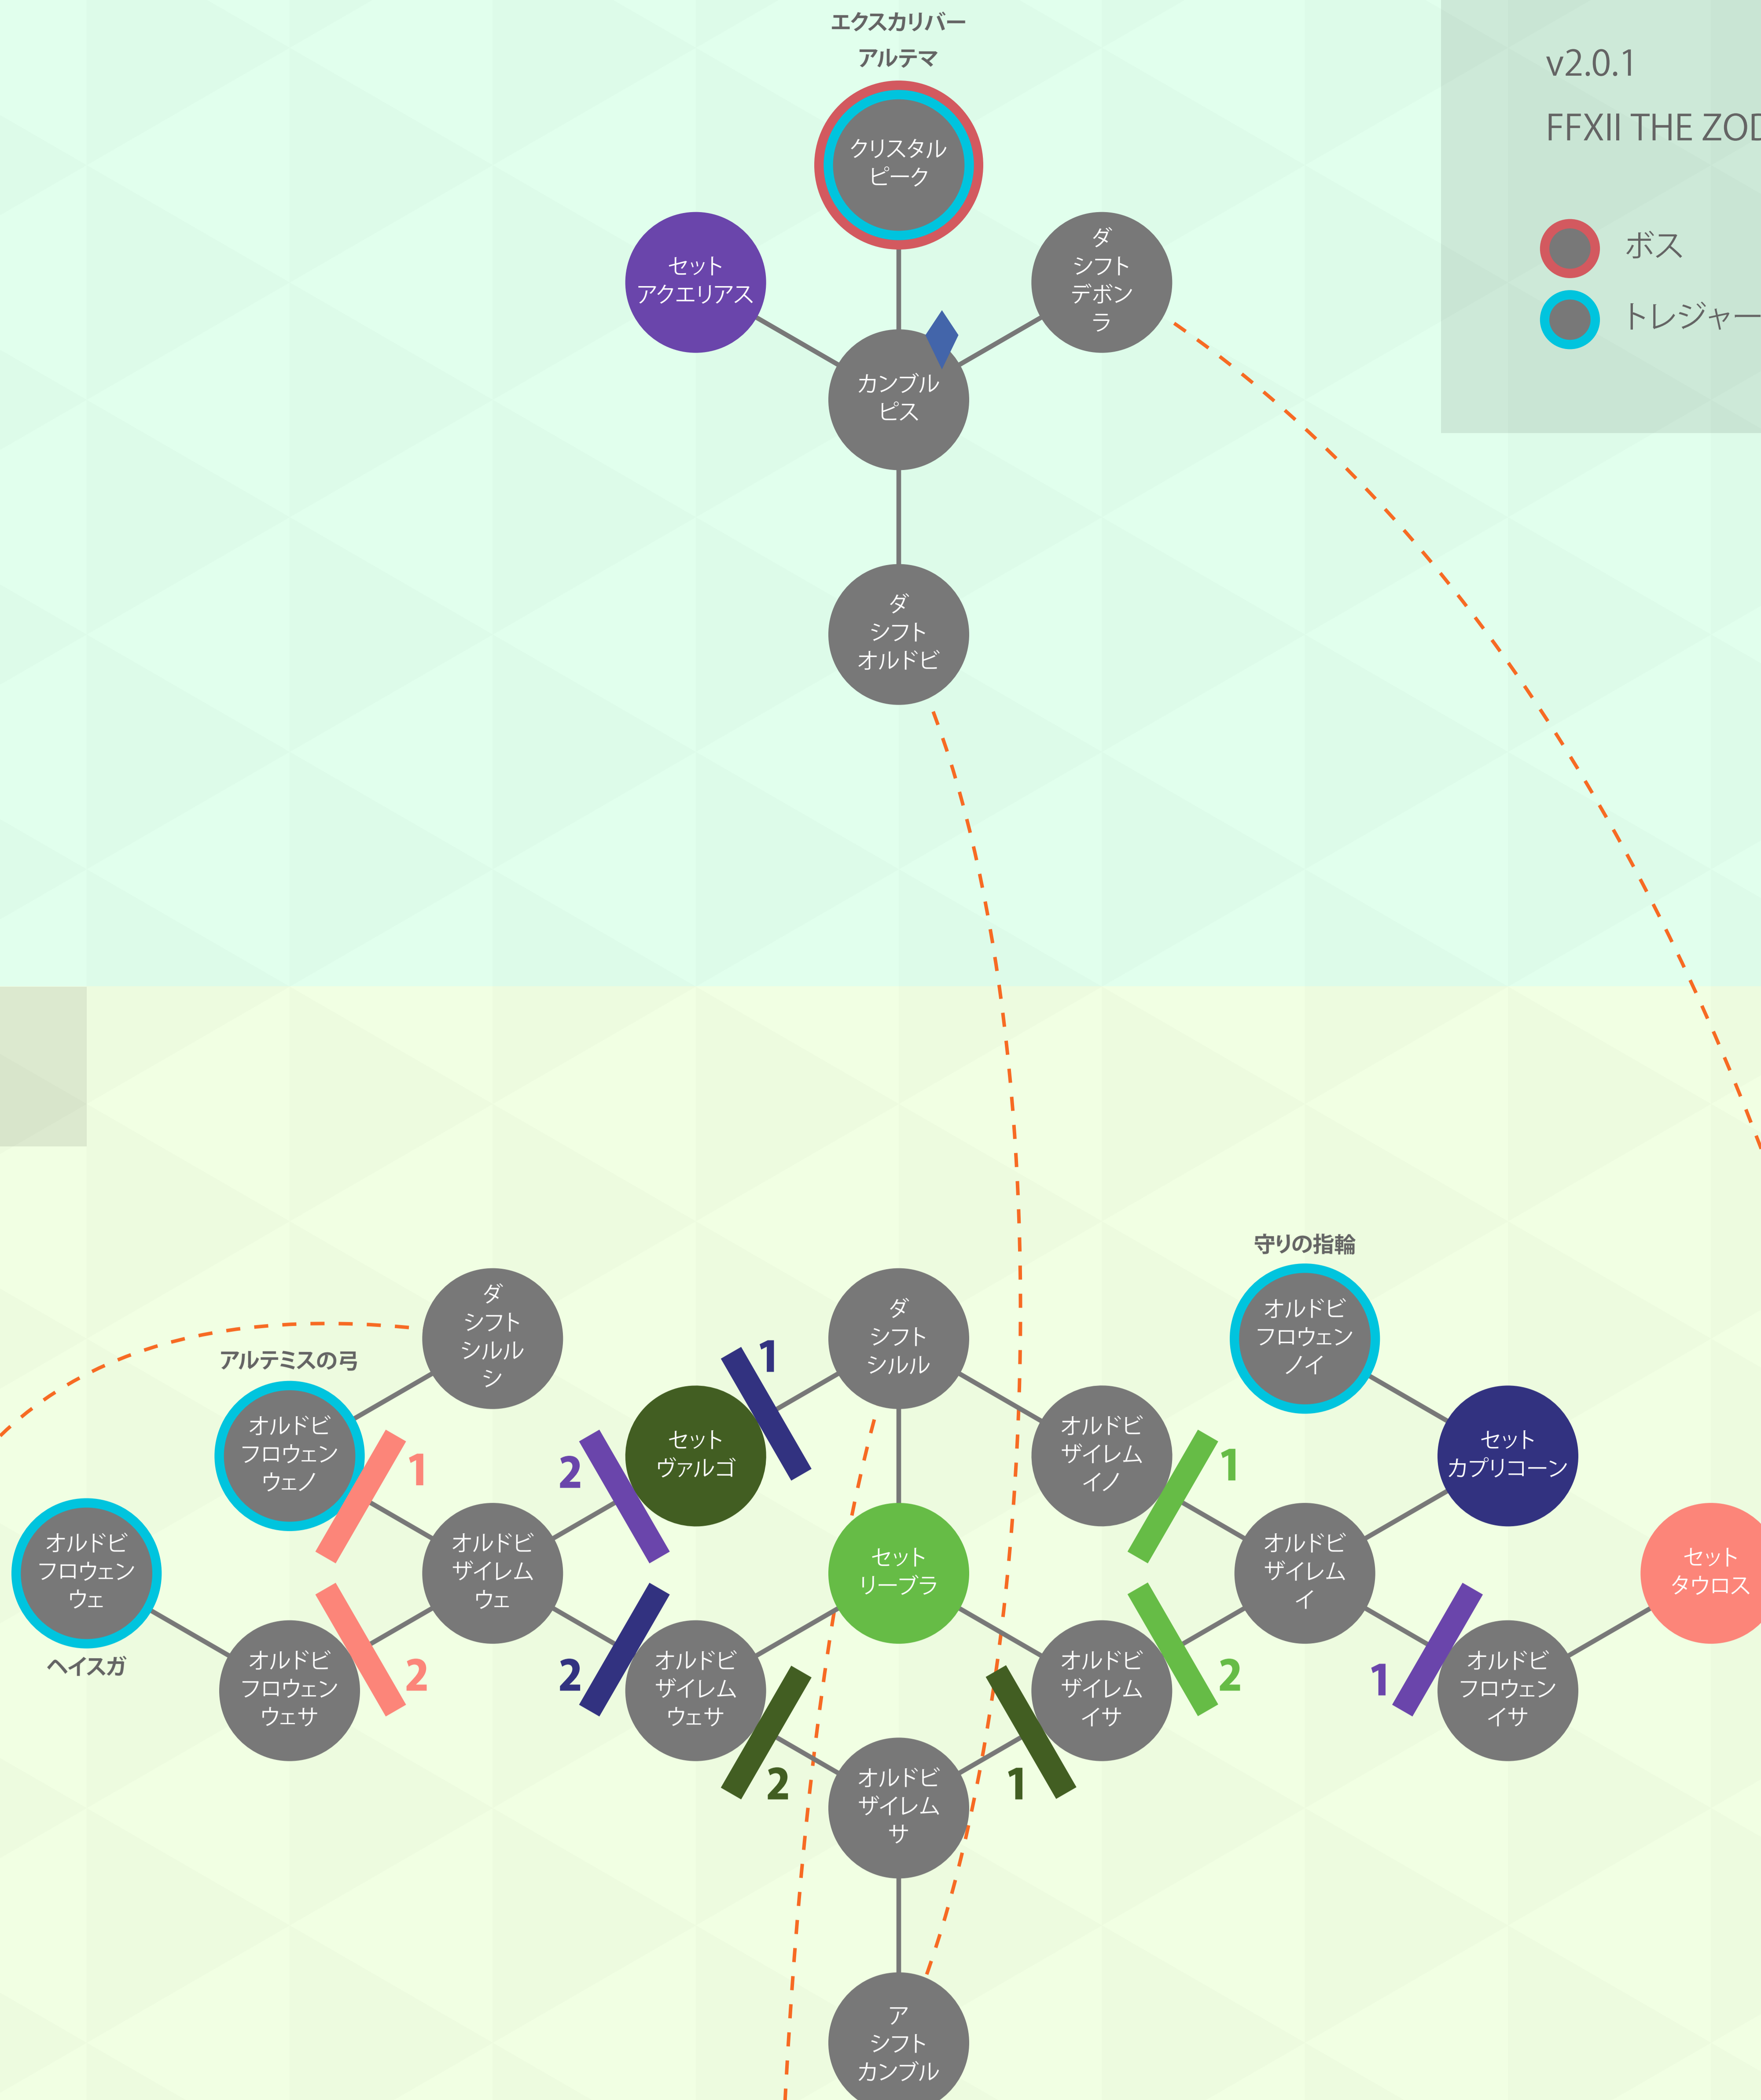 エクスカリバー
アルテマ
クリスタル
ピーク
v2.0.1
FFXII THE ZOD
ボス
トレジャー
セット
アクエリアス
ダ
シフト
デボン
ラ
カンブル
ピス
ダ
シフト
オルドビ
守りの指輪
ダ
シフト
シルル
シ
ダ
シフト
シルル
オルドビ
フロウェン
ノイ
アルテミスの弓
1
オルドビ
フロウェン
ウェノ
1
2
セット
ヴァルゴ
オルドビ
ザイレム
イノ
1
セット
カプリコーン
オルドビ
フロウェン
ウェ
ヘイスガ
オルドビ
ザイレム
ウェ
セット
リーブラ
オルドビ
ザイレム
イ
セット
タウロス
オルドビ
フロウェン
ウェサ
2
2
オルドビ
ザイレム
ウェサ
オルドビ
ザイレム
イサ
2
1
オルドビ
フロウェン
イサ
2
オルドビ
ザイレム
サ
1
ア
シフト
カンブル